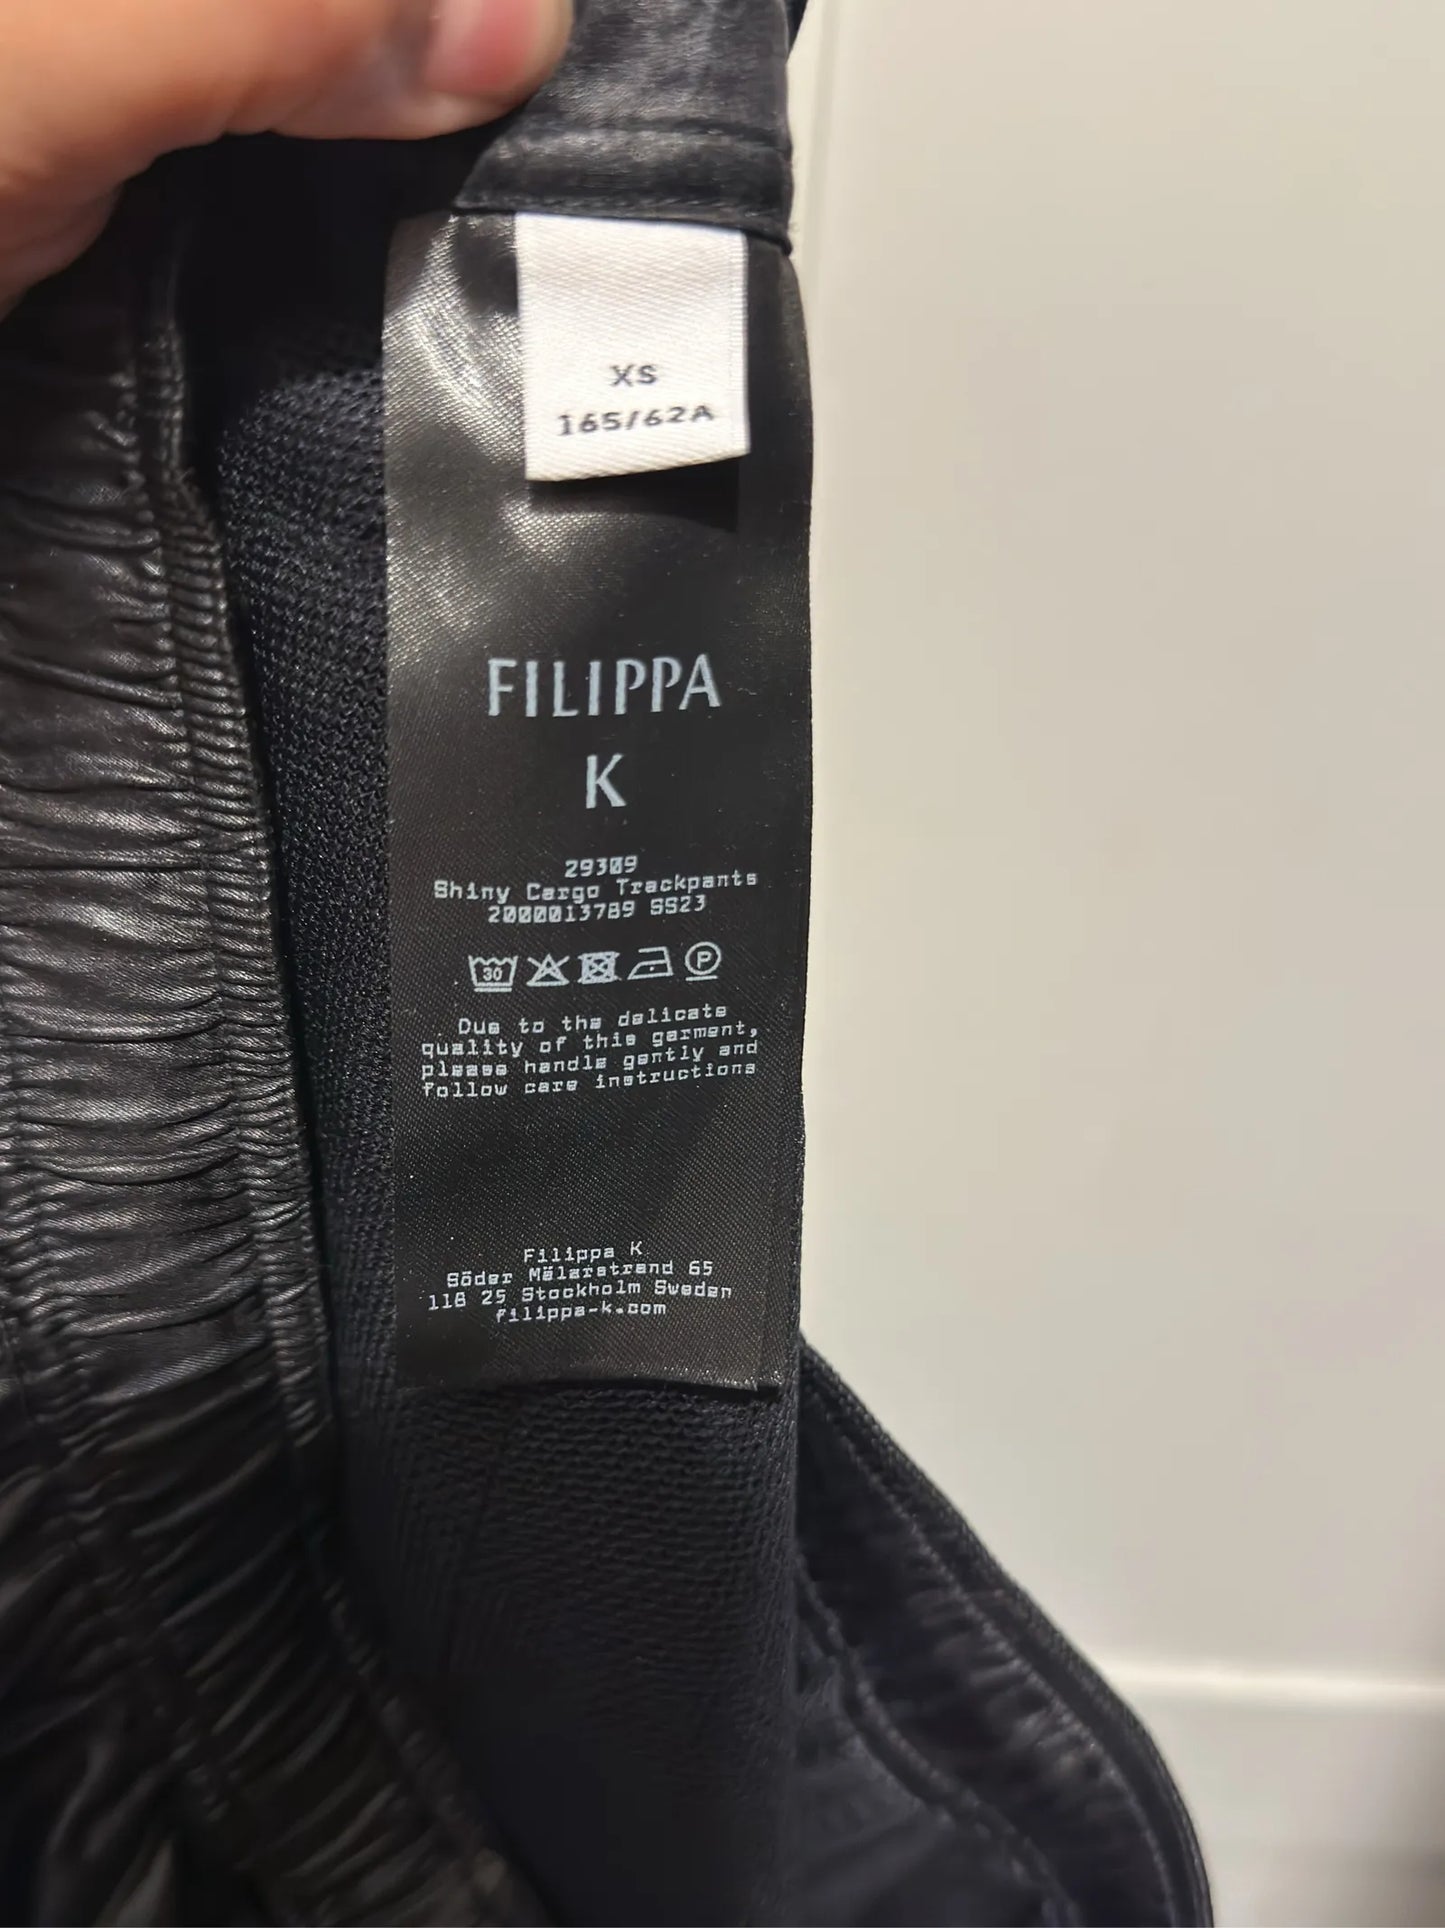 XS
165/62A
FILIPPA
K
29309
Shiny Cargo Trackpants
2000013789 SS23
30
P
Due to the delicate
quality of this garment,
please handle gently and
follow care instructions
Filippa K
Söder Mälarstrand 65
118 25 Stockholm Sweden
filippa-k.com